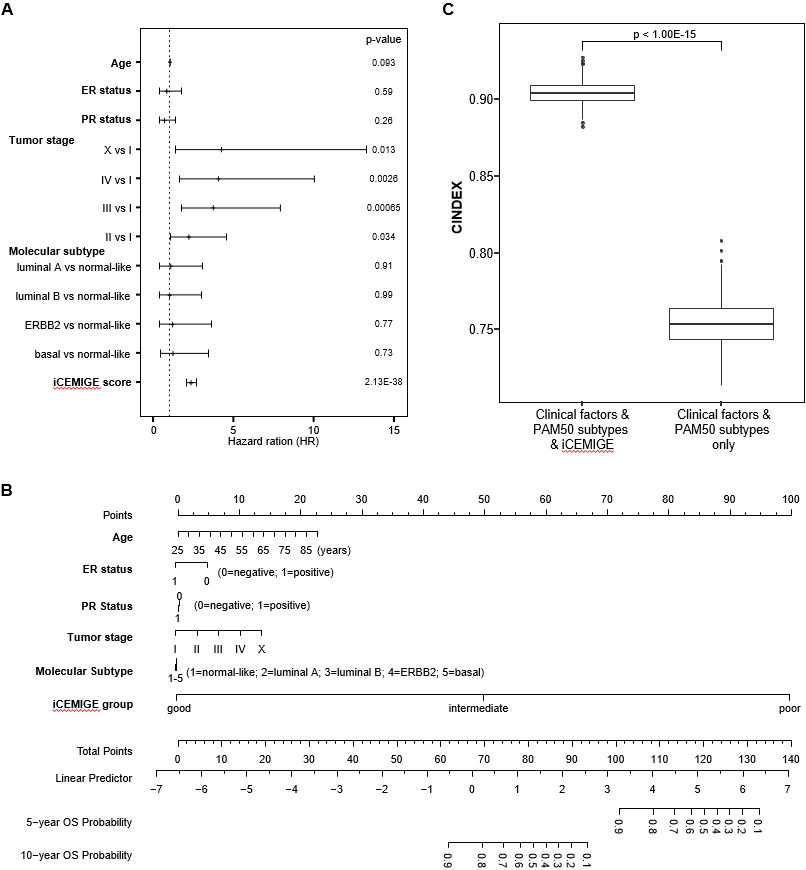 A
p-value
Age 0.093
ER status 0.59
PR status 0.26
Tumor stage
X vs I 0.013
IV vs I 0.0026
III vs I 0.00065
II vs I 0.034
Molecular subtype
luminal A vs normal-like 0.91
luminal B vs normal-like 0.99
ERBB2 vs normal-like 0.77
basal vs normal-like 0.73
iCEMIGE score 2.13E-38
0 5 10 15
Hazard ration (HR)
C
p < 1.00E-15
CINDEX
0.90
0.85
0.80
0.75
Clinical factors &
PAM50 subtypes
& iCEMIGE
Clinical factors &
PAM50 subtypes
only
B
0 10 20 30 40 50 60 70 80 90 100
Points
Age
25 35 45 55 65 75 85 (years)
ER status
1 0 (0=negative; 1=positive)
0
PR Status (0=negative; 1=positive)
1
Tumor stage
I II III IV X
Molecular Subtype
1-5 (1=normal-like; 2=luminal A; 3=luminal B; 4=ERBB2; 5=basal)
iCEMIGE group
good intermediate poor
Total Points
0 10 20 30 40 50 60 70 80 90 100 110 120 130 140
Linear Predictor
−7 −6 −5 −4 −3 −2 −1 0 1 2 3 4 5 6 7
5−year OS Probability
0.9 0.8 0.7 0.6 0.5 0.4 0.3 0.2 0.1
10−year OS Probability
0.9 0.8 0.7 0.6 0.5 0.4 0.3 0.2 0.1